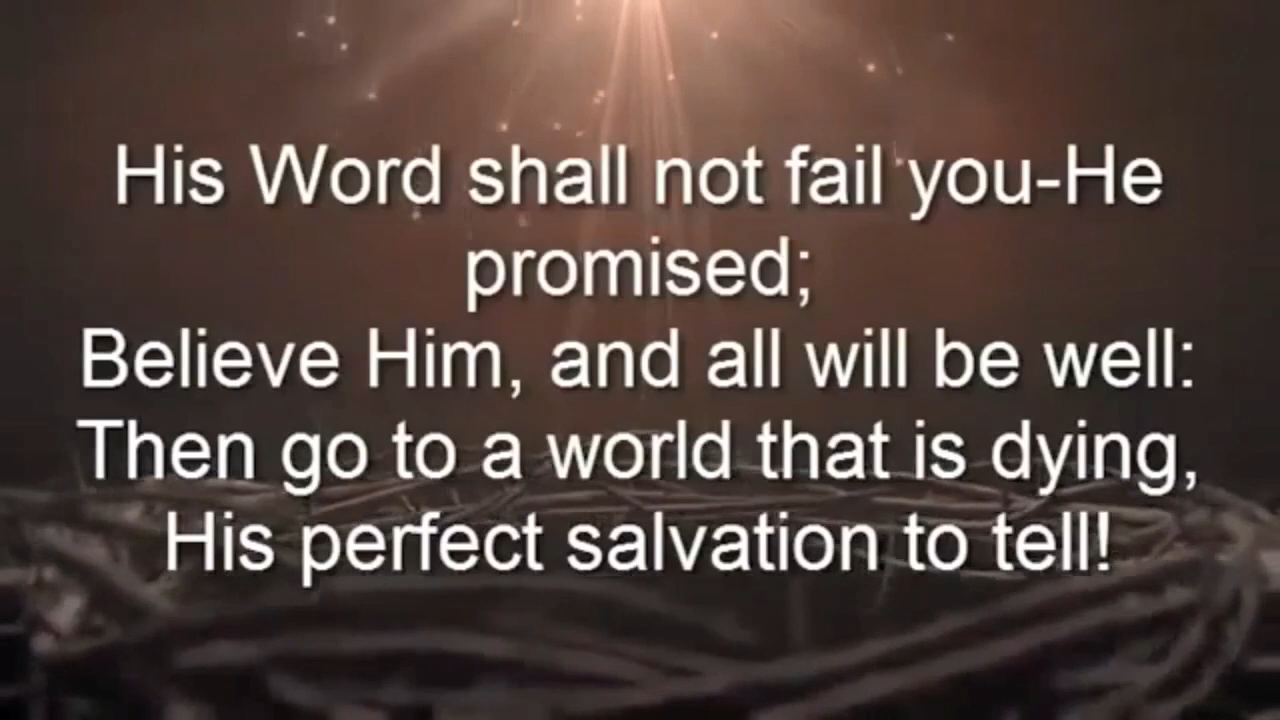 His Word shall not fail you-He
promised;
Believe Him, and all will be well:
Then go to a world that is dying,
His perfect salvation to tell!